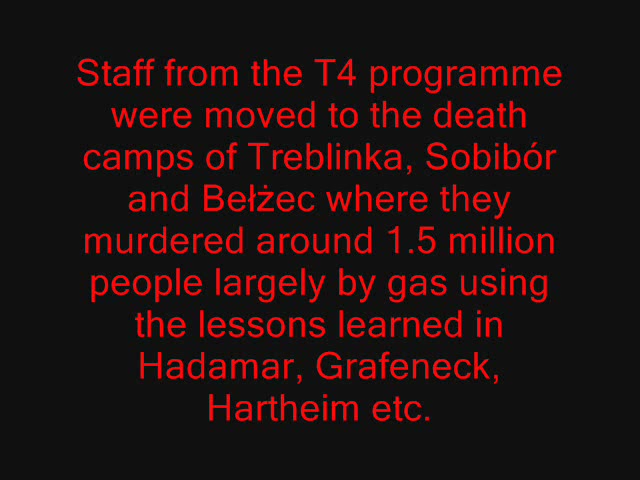 Staff from the T4 programme
were moved to the death
camps of Treblinka, Sobibór
and Bełżec where they
murdered around 1.5 million
people largely by gas using
the lessons learned in
Hadamar, Grafeneck,
Hartheim etc.